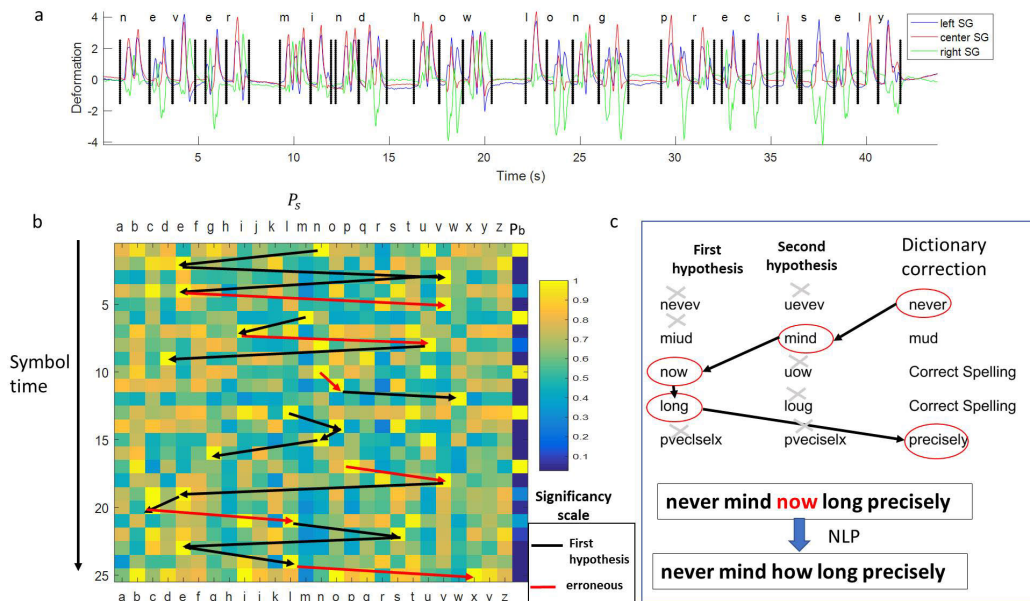 a
n e v e r m i n d h o w l o n g p r e c i s e l y
left SG
center SG
right SG
Deformation
4
2
0
-2
-4
5 10 15 20 25 30 35 40
Time (s)
b
P_s
a b c d e f g h i j k l m n o p q r s t u v w x y z Pb
Symbol
time
5
10
15
20
25
a b c d e f g h i j k l m n o p q r s t u v w x y z
1
0.9
0.8
0.7
0.6
0.5
0.4
0.3
0.2
0.1
Significancy
scale
First
hypothesis
erroneous
c
First
hypothesis
Second
hypothesis
Dictionary
correction
nevev uevev never
miud mind mud
now uow Correct Spelling
long loug Correct Spelling
pveciselx pveciselx precisely
never mind now long precisely
NLP
never mind how long precisely